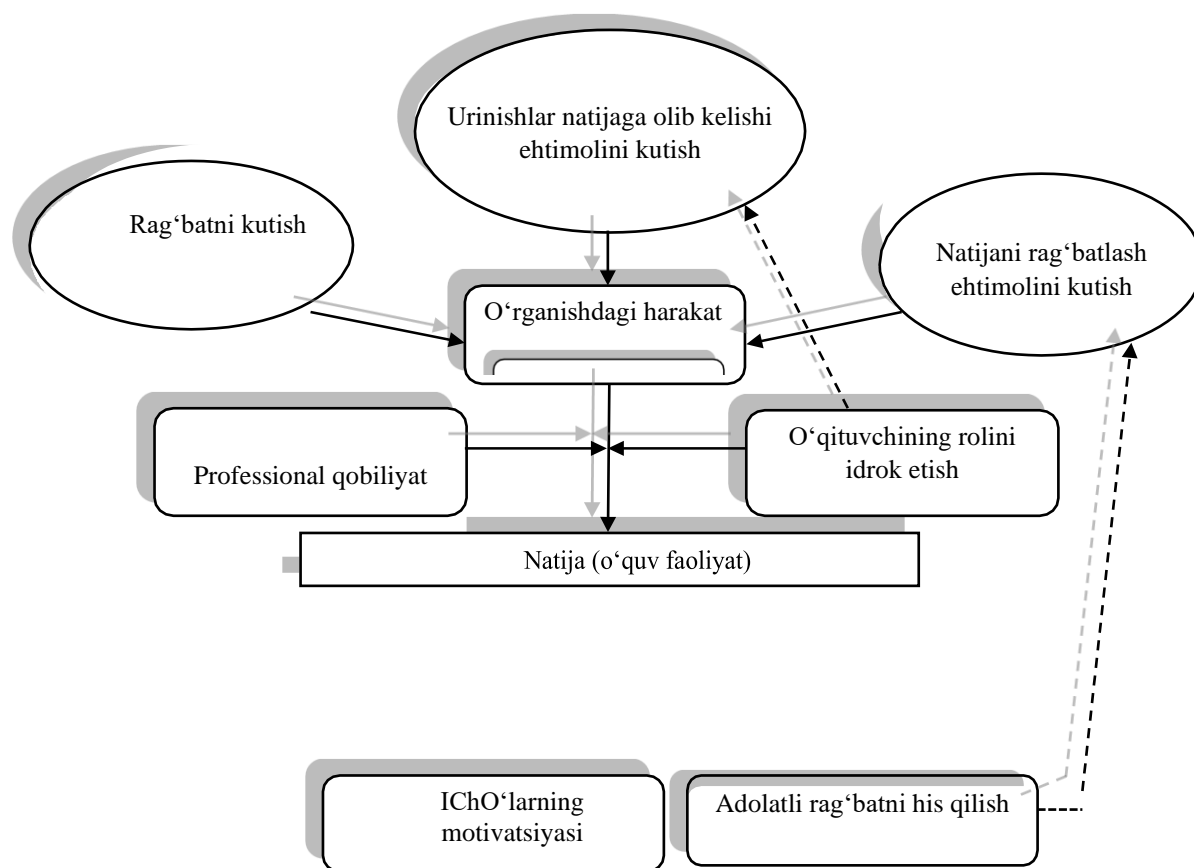 Urinishlar natijaga olib kelishi
ehtimolini kutish
Rag‘batni kutish
Natijani rag‘batlash
ehtimolini kutish
O‘rganishdagi harakat
Professional qobiliyat
O‘qituvchining rolini
idrok etish
Natija (o‘quv faoliyat)
IChO‘larning
motivatsiyasi
Adolatli rag‘batni his qilish